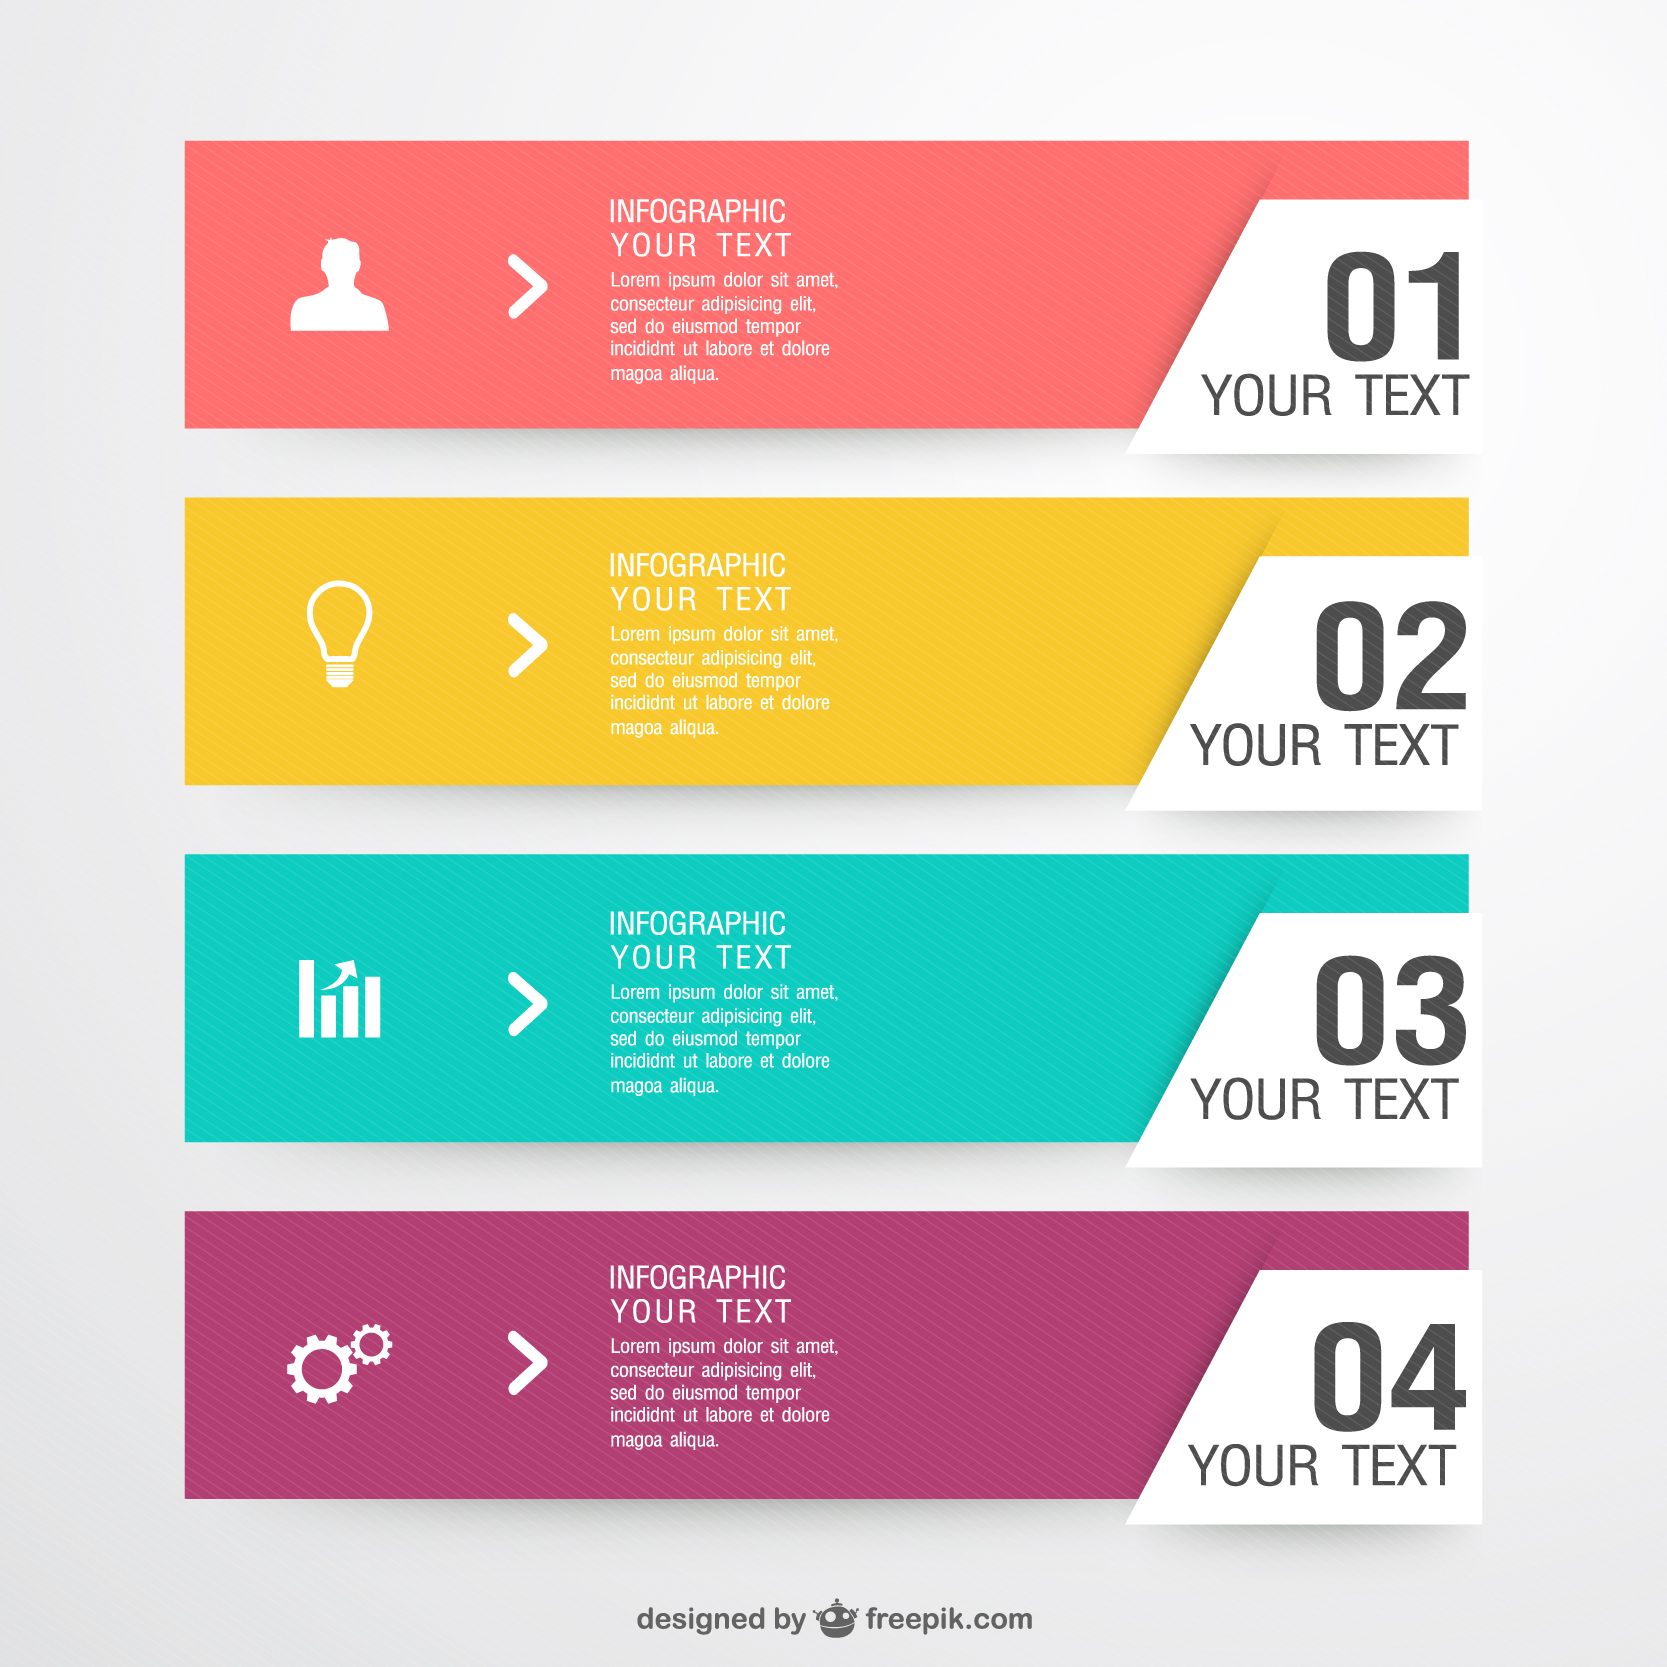 INFOGRAPHIC
YOUR TEXT
Lorem ipsum dolor sit amet,
consecteur adipisicing elit,
sed do eiusmod tempor
incididnt ut labore et dolore
magoa aliqua.
01
YOUR TEXT
INFOGRAPHIC
YOUR TEXT
Lorem ipsum dolor sit amet,
consecteur adipisicing elit,
sed do eiusmod tempor
incididnt ut labore et dolore
magoa aliqua.
02
YOUR TEXT
INFOGRAPHIC
YOUR TEXT
Lorem ipsum dolor sit amet,
consecteur adipisicing elit,
sed do eiusmod tempor
incididnt ut labore et dolore
magoa aliqua.
03
YOUR TEXT
INFOGRAPHIC
YOUR TEXT
Lorem ipsum dolor sit amet,
consecteur adipisicing elit,
sed do eiusmod tempor
incididnt ut labore et dolore
magoa aliqua.
04
YOUR TEXT
designed by freepik.com